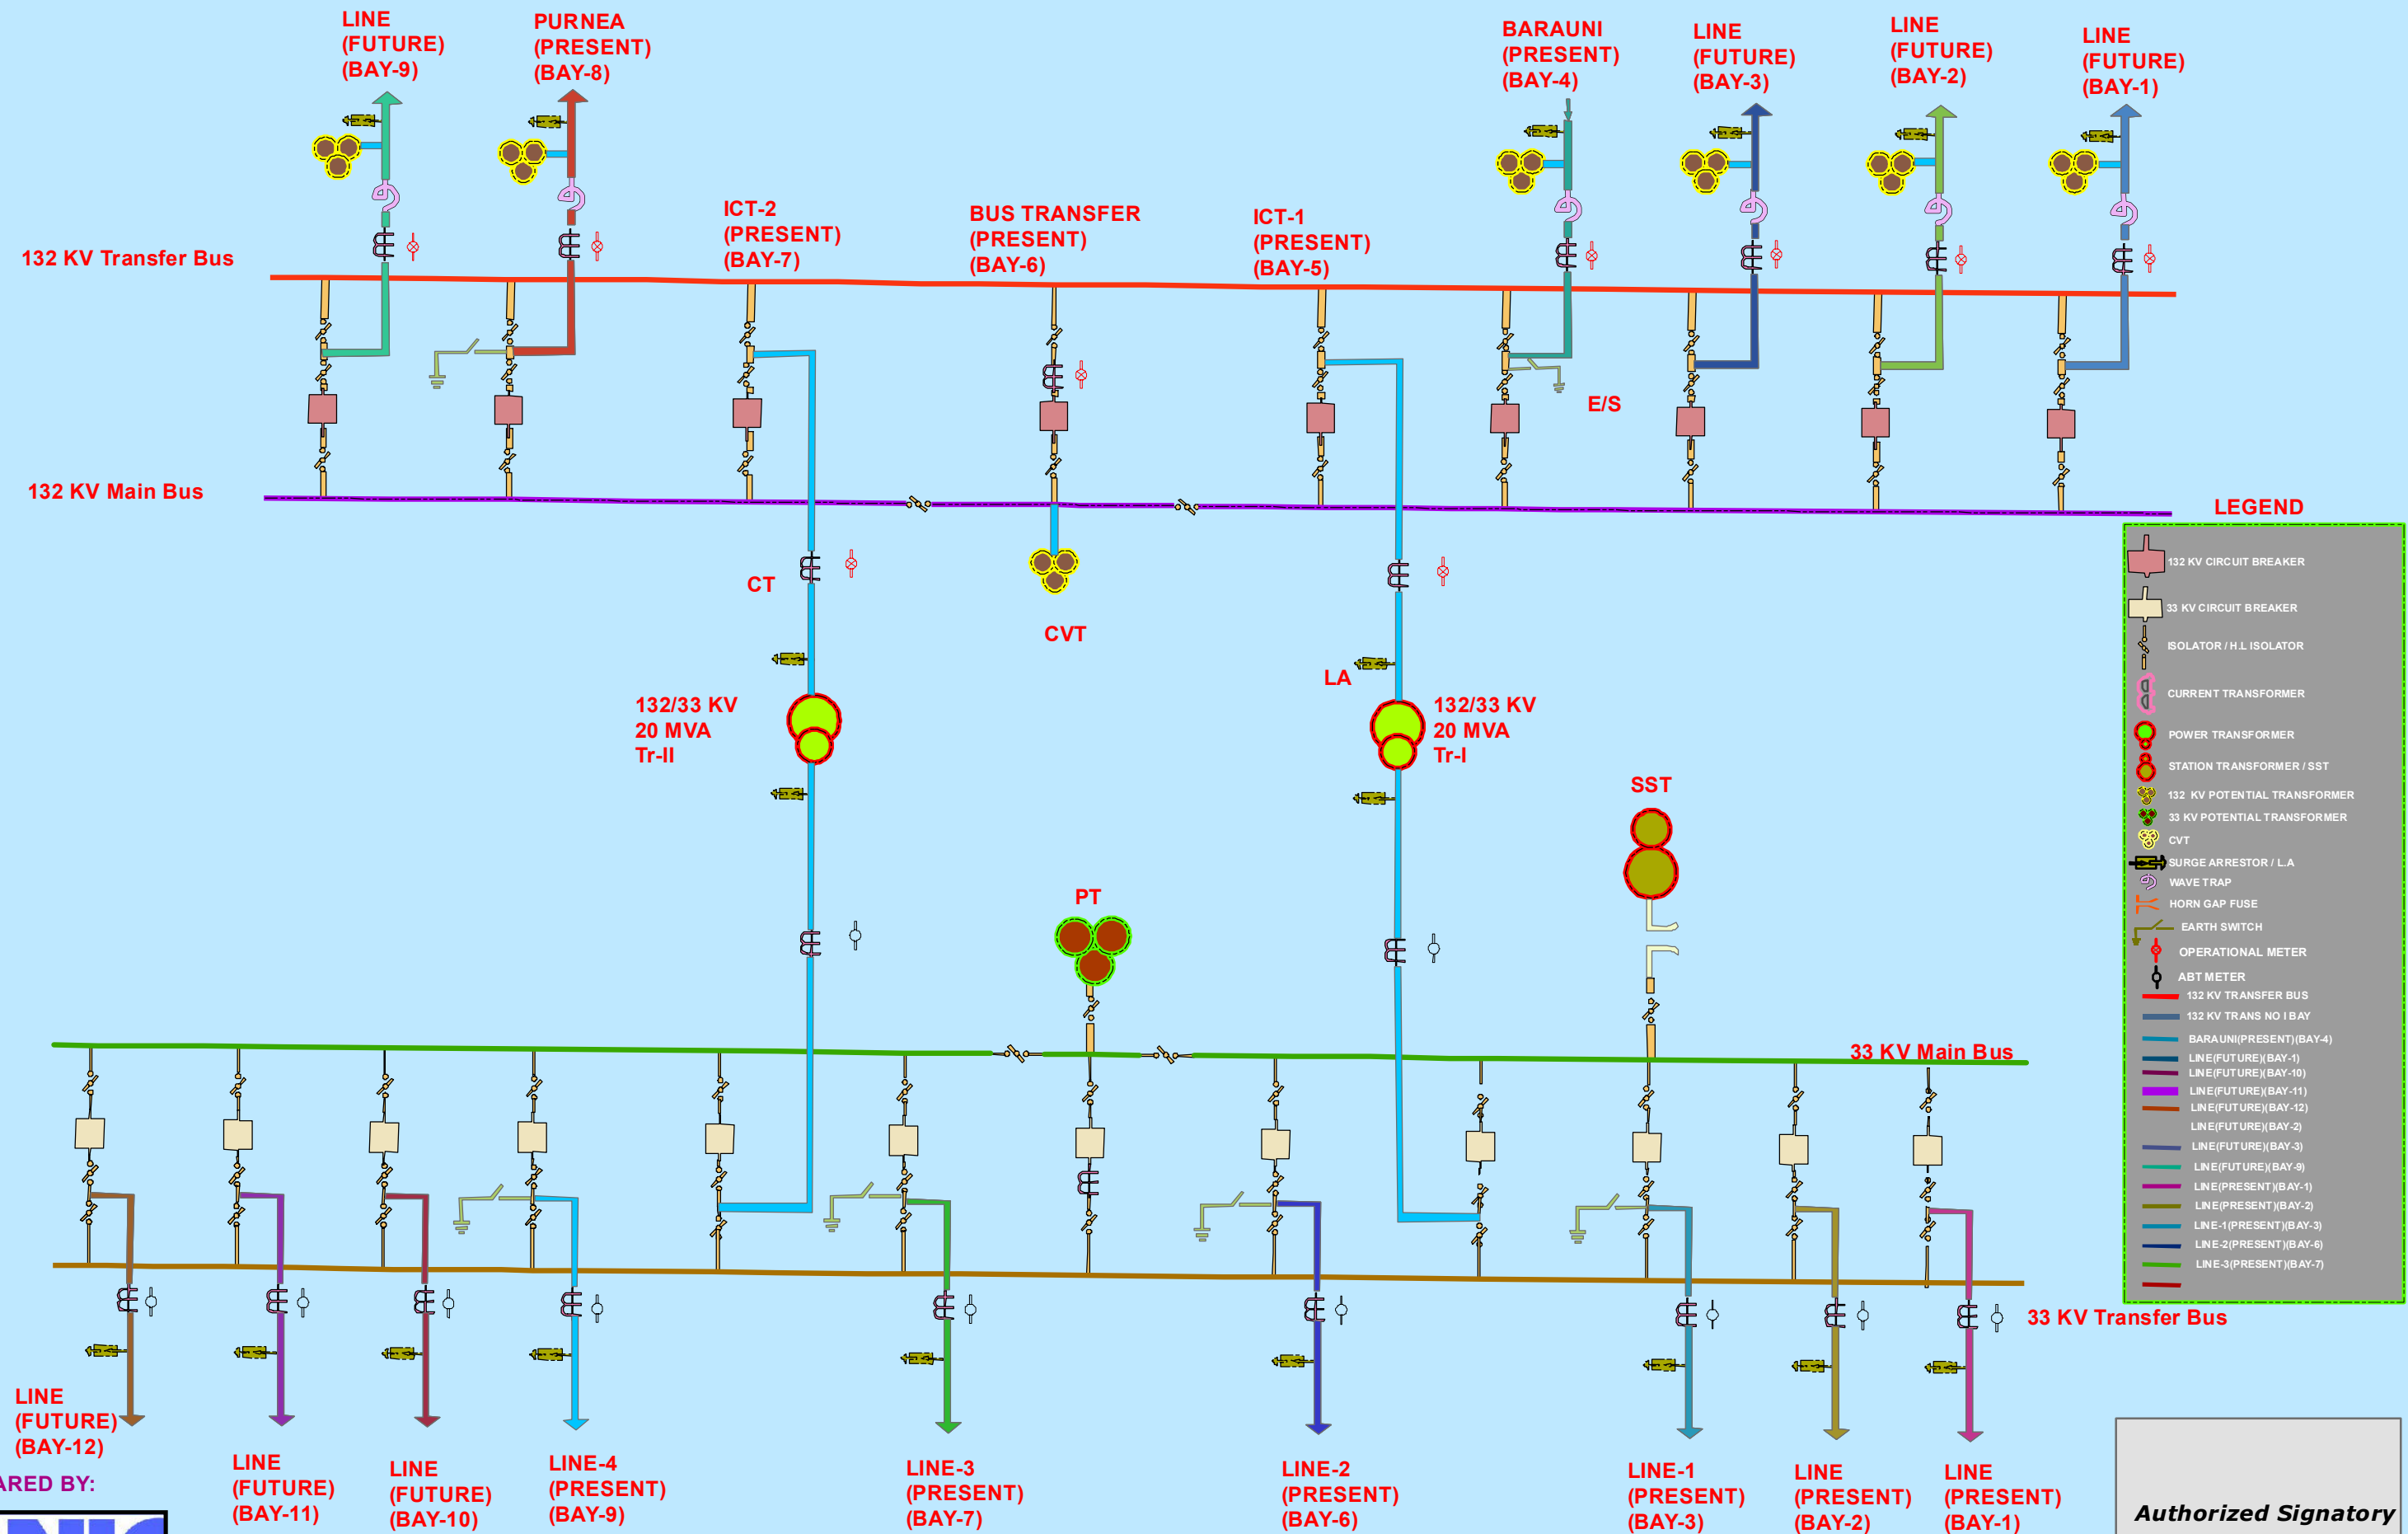 LINE
(FUTURE)
(BAY-9)
PURNEA
(PRESENT)
(BAY-8)
BARAUNI
(PRESENT)
(BAY-4)
LINE
(FUTURE)
(BAY-3)
LINE
(FUTURE)
(BAY-2)
LINE
(FUTURE)
(BAY-1)
ICT-2
(PRESENT)
(BAY-7)
BUS TRANSFER
(PRESENT)
(BAY-6)
ICT-1
(PRESENT)
(BAY-5)
132 KV Transfer Bus
E/S
132 KV Main Bus
CT
CVT
LA
132/33 KV
20 MVA
Tr-II
132/33 KV
20 MVA
Tr-I
SST
PT
33 KV Main Bus
33 KV Transfer Bus
LEGEND
132 KV CIRCUIT BREAKER
33 KV CIRCUIT BREAKER
ISOLATOR / H.L ISOLATOR
CURRENT TRANSFORMER
POWER TRANSFORMER
STATION TRANSFORMER / SST
132 KV POTENTIAL TRANSFORMER
33 KV POTENTIAL TRANSFORMER
CVT
SURGE ARRESTOR / L.A
WAVE TRAP
HORN GAP FUSE
EARTH SWITCH
OPERATIONAL METER
ABT METER
132 KV TRANSFER BUS
132 KV TRANS NO I BAY
BARAUNI(PRESENT)(BAY-4)
LINE(FUTURE)(BAY-1)
LINE(FUTURE)(BAY-10)
LINE(FUTURE)(BAY-11)
LINE(FUTURE)(BAY-12)
LINE(FUTURE)(BAY-2)
LINE(FUTURE)(BAY-3)
LINE(FUTURE)(BAY-9)
LINE(PRESENT)(BAY-1)
LINE(PRESENT)(BAY-2)
LINE-1(PRESENT)(BAY-3)
LINE-2(PRESENT)(BAY-6)
LINE-3(PRESENT)(BAY-7)
LINE
(FUTURE)
(BAY-12)
LINE
(FUTURE)
(BAY-11)
LINE
(FUTURE)
(BAY-10)
LINE-4
(PRESENT)
(BAY-9)
LINE-3
(PRESENT)
(BAY-7)
LINE-2
(PRESENT)
(BAY-6)
LINE-1
(PRESENT)
(BAY-3)
LINE
(PRESENT)
(BAY-2)
LINE
(PRESENT)
(BAY-1)
ARED BY:
Authorized Signatory